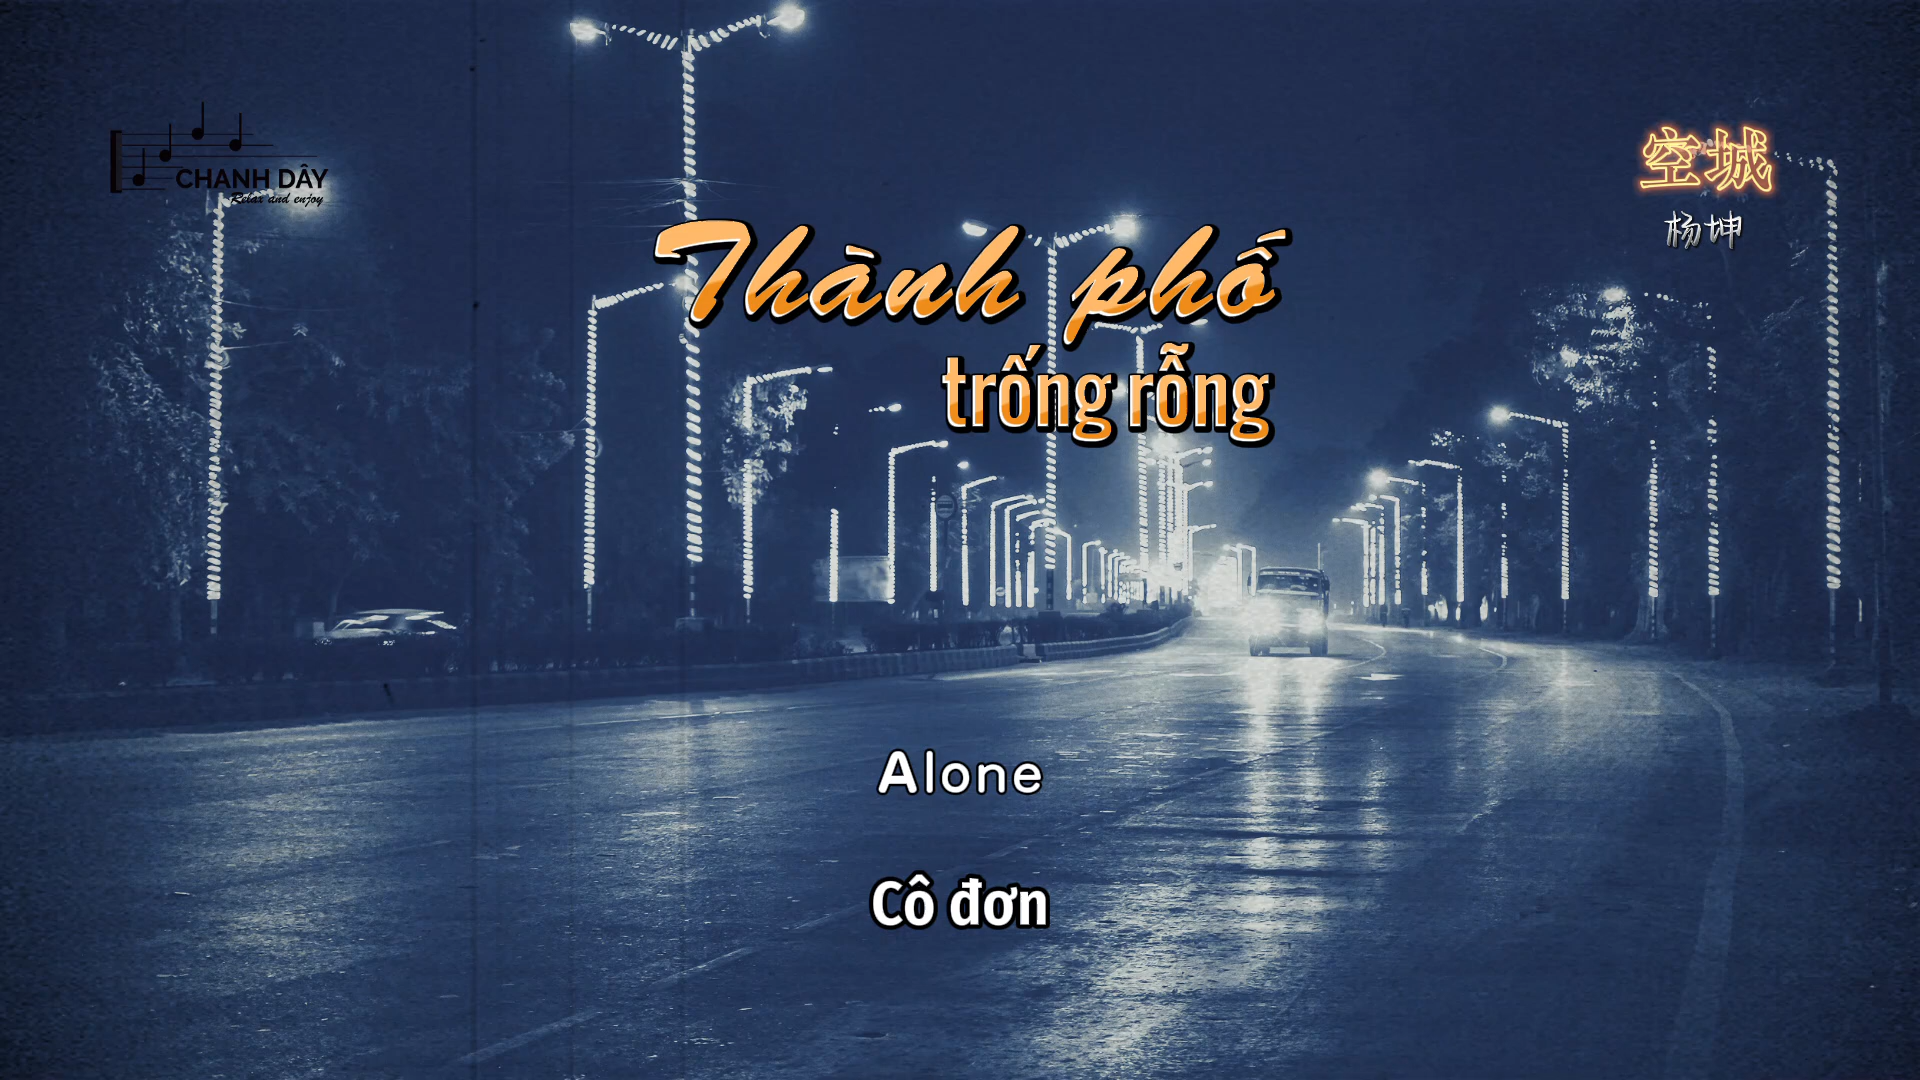 CHANH DÂY
Relax and enjoy
空城
杨坤
Thành phố
trống rỗng
Alone
Cô đơn